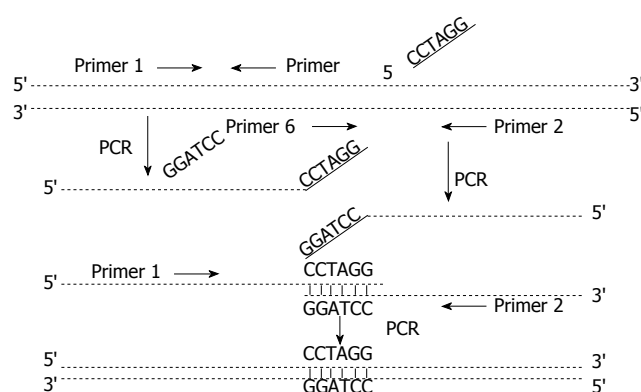 CCTAGG
Primer 1 Primer 5
5' 3'
3' 5'
Primer 6 Primer 2
PCR GGATCC CCTAGG PCR
5'
5'
GGATCC
Primer 1 CCTAGG
5'
3'
GGATCC Primer 2
PCR
CCTAGG
5' 3'
3' GGATCC 5'